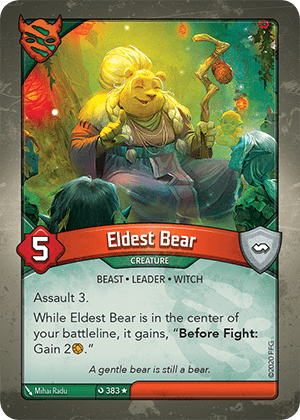 Eldest Bear
5
CREATURE
BEAST • LEADER • WITCH
Assault 3.
While Eldest Bear is in the center of
your battleline, it gains, “Before Fight:
Gain 2.”
A gentle bear is still a bear.
©2020 FFG
Mihai Radu
383★